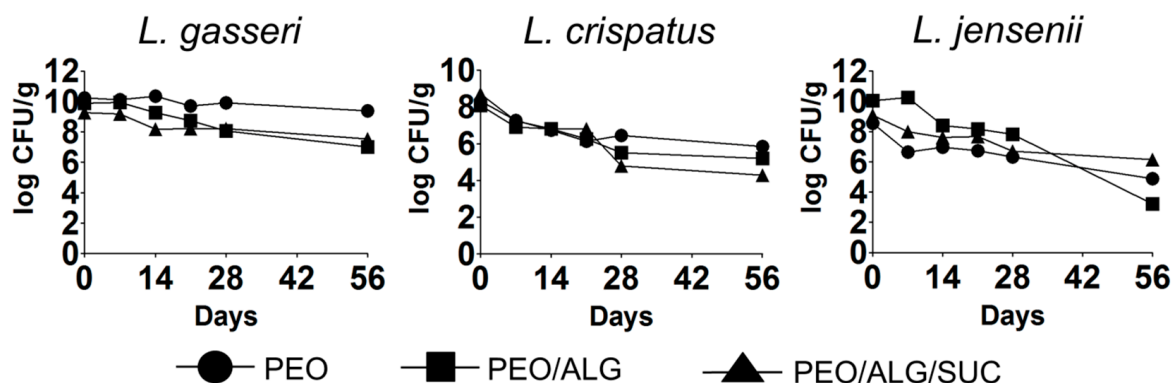 L. gasseri
L. crispatus
L. jensenii
log CFU/g
12
10
8
6
4
2
0
0 14 28 42 56
Days
log CFU/g
10
8
6
4
2
0
0 14 28 42 56
Days
log CFU/g
12
10
8
6
4
2
0
0 14 28 42 56
Days
PEO
PEO/ALG
PEO/ALG/SUC